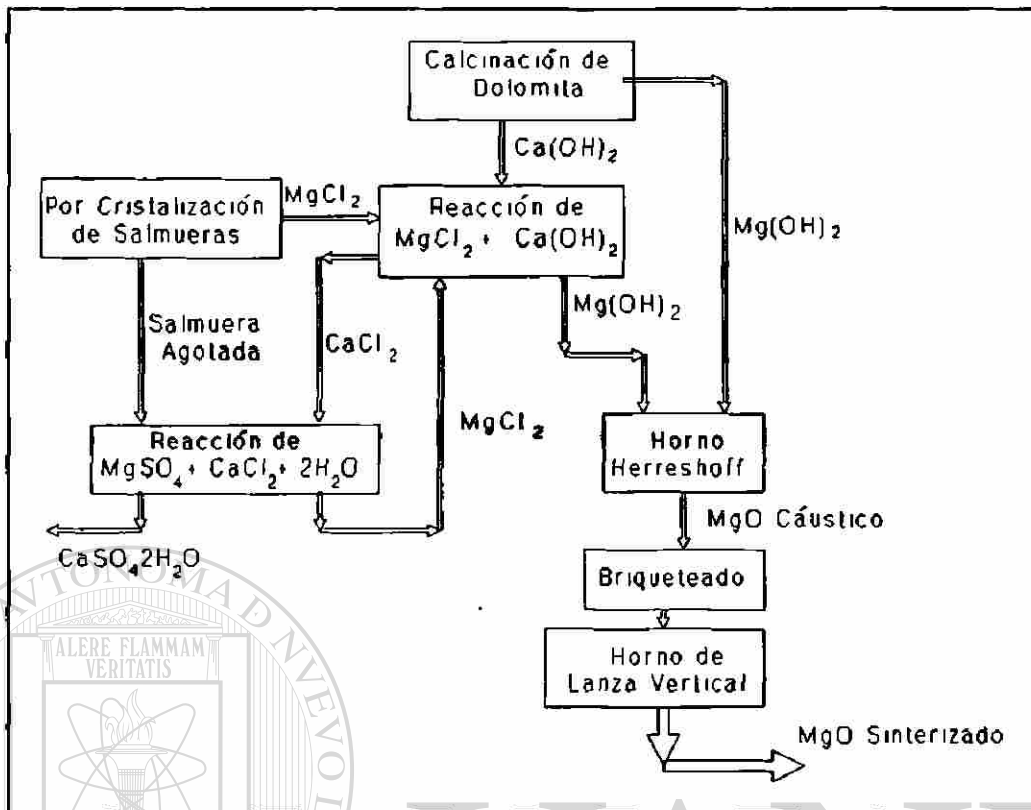 Calcinación de
Dolomita
Ca(OH)₂
Por Cristalización
de Salmueras
MgCl₂
Reacción de
MgCl₂ + Ca(OH)₂
Mg(OH)₂
Salmuera
Agotada
CaCl₂
Mg(OH)₂
MgCl₂
Reacción de
MgSO₄+ CaCl₂+ 2H₂O
Horno
Herreshoff
CaSO₄2H₂O
MgO Cáustico
Briqueteado
Horno de
Lanza Vertical
MgO Sinterizado
ALERE FLAMMAM
VERITATIS